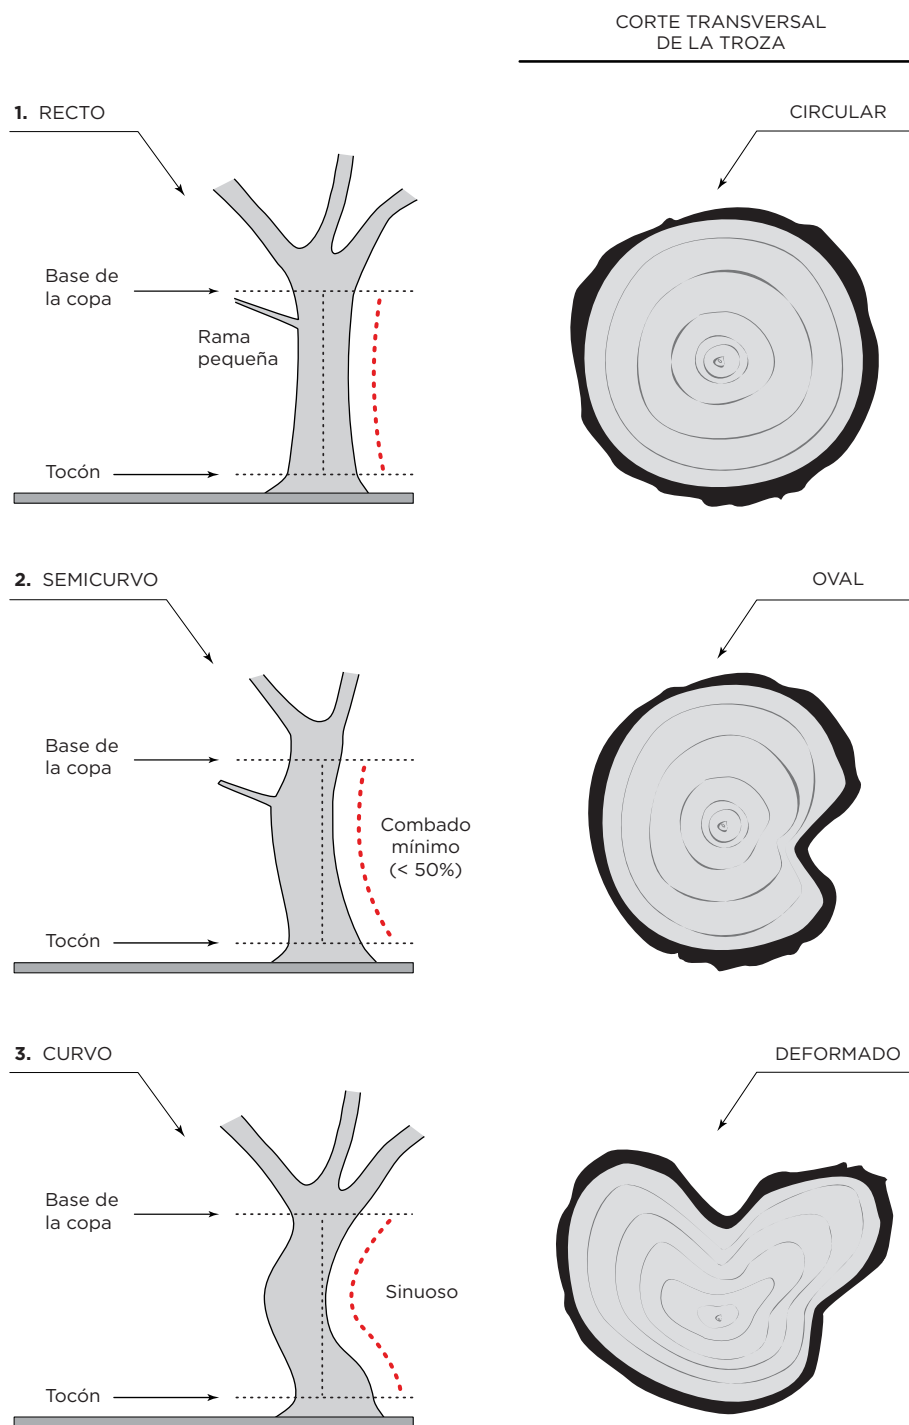 CORTE TRANSVERSAL
DE LA TROZA
1. RECTO
CIRCULAR
Base de
la copa
Rama
pequeña
Tocón
2. SEMICURVO
OVAL
Base de
la copa
Combado
mínimo
(< 50%)
Tocón
3. CURVO
DEFORMADO
Base de
la copa
Sinuoso
Tocón